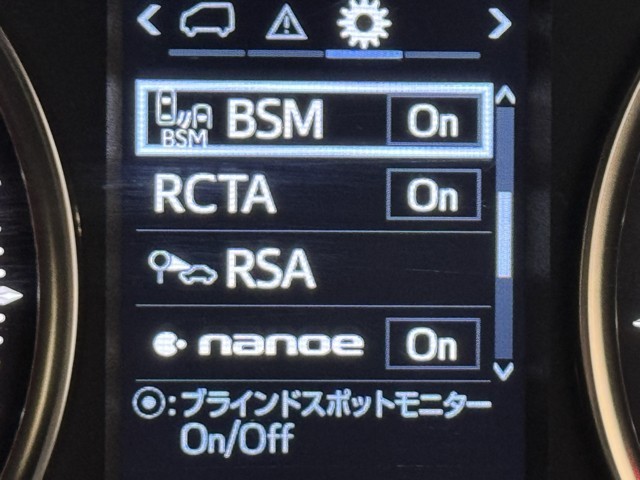 BSM BSM On
RCTA On
RSA
nanoe On
:ブラインドスポットモニター
On/Off